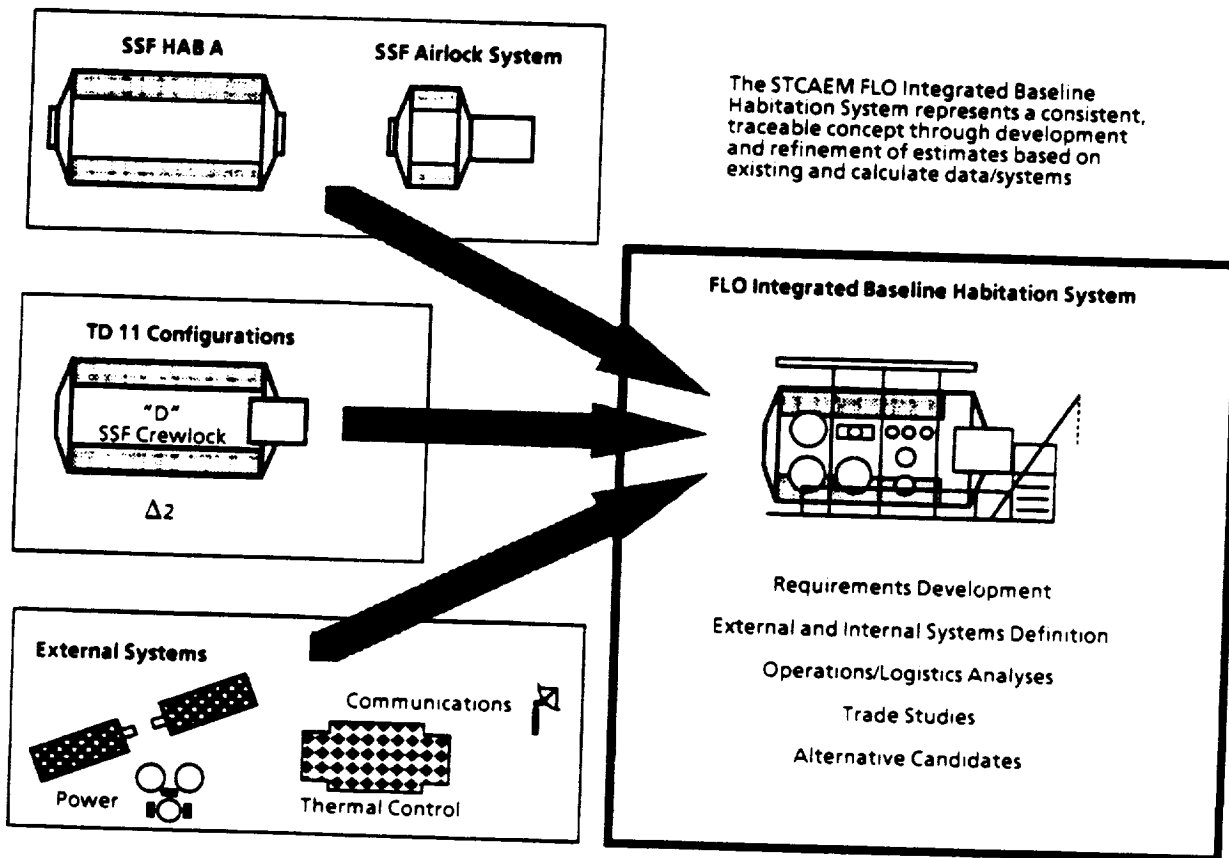 SSF HAB A
SSF Airlock System
The STCAEM FLO Integrated Baseline
Habitation System represents a consistent,
traceable concept through development
and refinement of estimates based on
existing and calculate data/systems
TD 11 Configurations
"D"
SSF Crewlock
Δ2
External Systems
Communications
Power
Thermal Control
FLO Integrated Baseline Habitation System
Requirements Development
External and Internal Systems Definition
Operations/Logistics Analyses
Trade Studies
Alternative Candidates